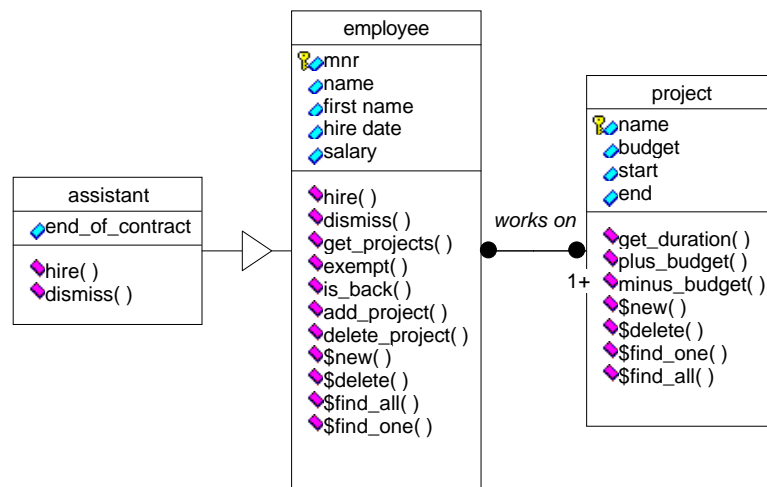 assistant
end_of_contract
hire( )
dismiss( )
employee
mnr
name
first name
hire date
salary
hire( )
dismiss( )
get_projects( )
exempt( )
is_back( )
add_project( )
delete_project( )
$new( )
$delete( )
$find_all( )
$find_one( )
works on
1+
project
name
budget
start
end
get_duration( )
plus_budget( )
minus_budget( )
$new( )
$delete( )
$find_one( )
$find_all( )